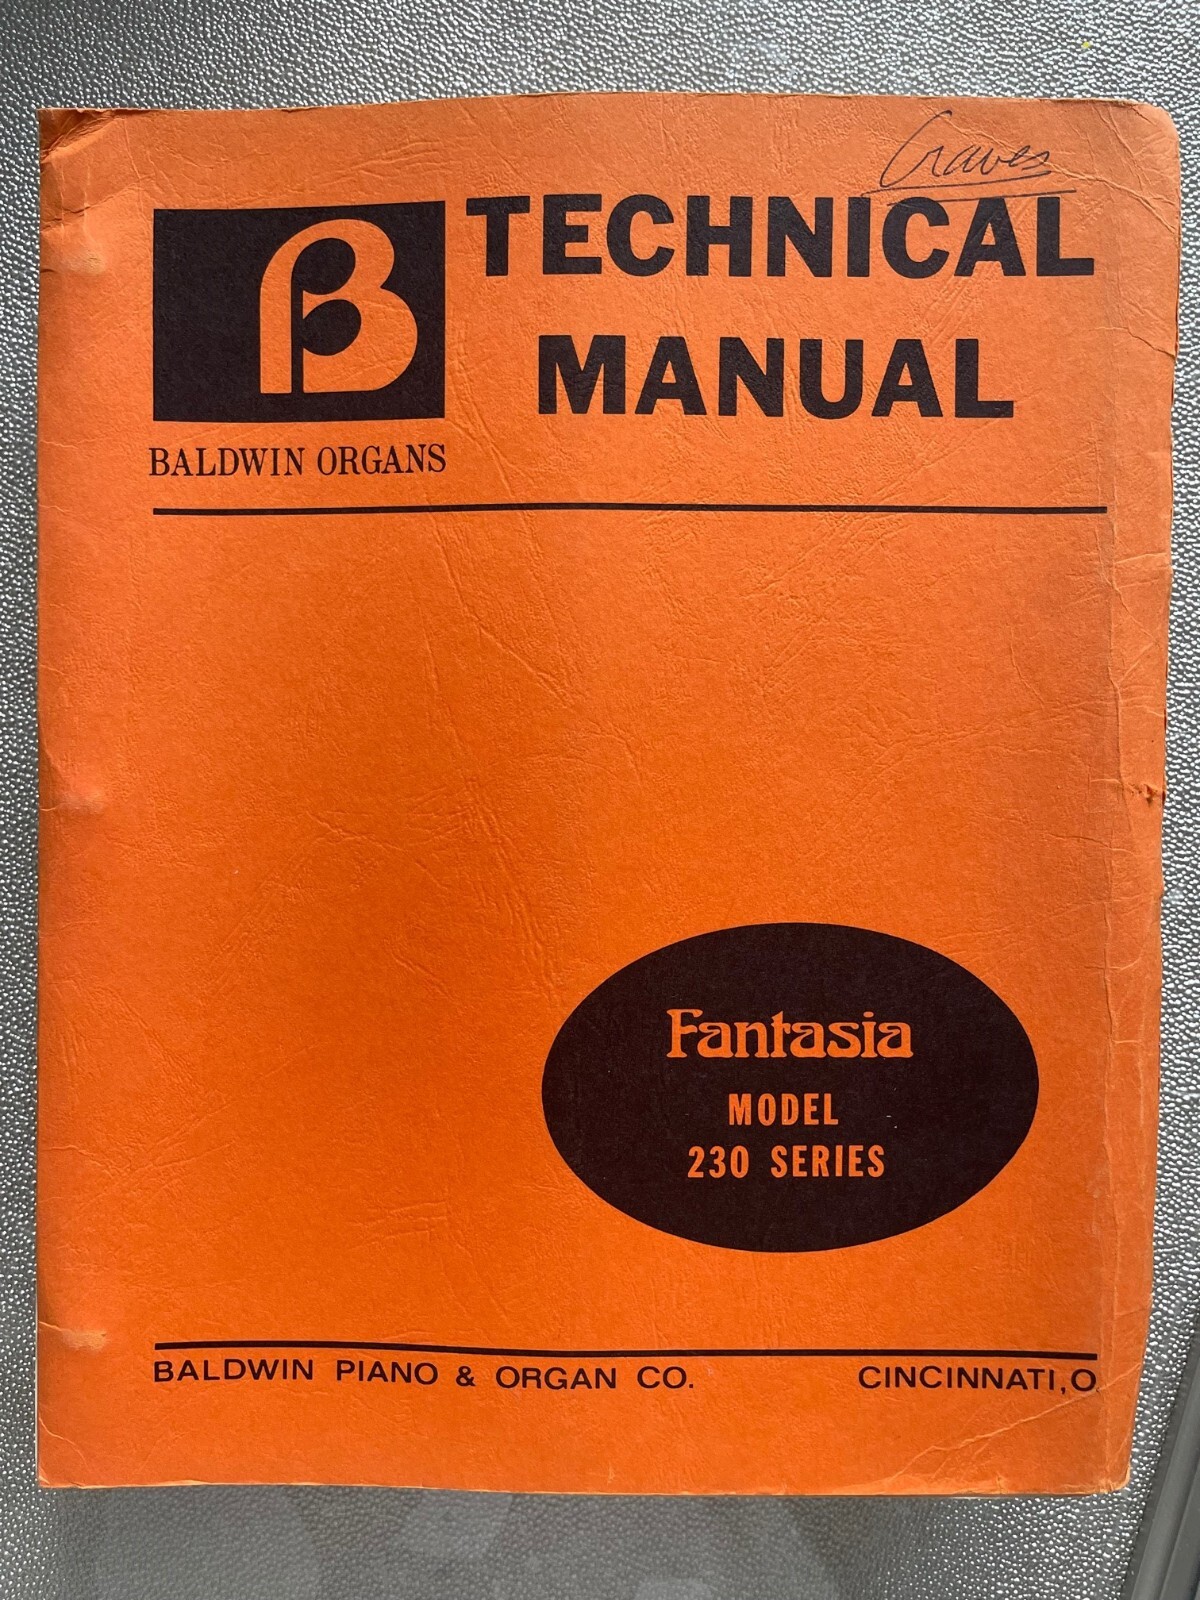 Graves
TECHNICAL
MANUAL
B
BALDWIN ORGANS
Fantasia
MODEL
230 SERIES
BALDWIN PIANO & ORGAN CO. CINCINNATI, O